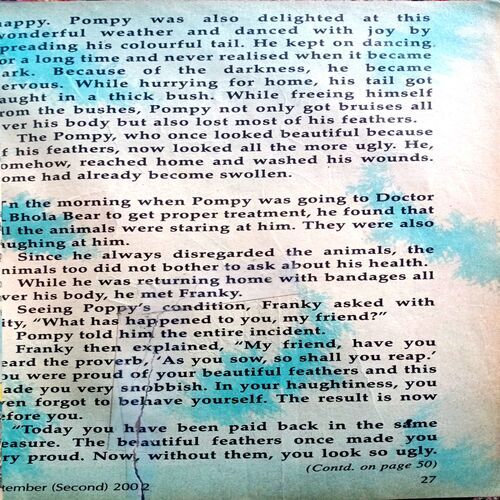 happy. Pompy was also delighted at this
wonderful weather and danced with joy by
spreading his colourful tail. He kept on dancing
for a long time and never realised when it became
dark. Because of the darkness, he became
nervous. While hurrying for home, his tail got
caught in a thick bush. While freeing himself
from the bushes, Pompy not only got bruises all
over his body but also lost most of his feathers.
The Pompy, who once looked beautiful because
of his feathers, now looked all the more ugly. He,
somehow, reached home and washed his wounds.
Some had already become swollen.
In the morning when Pompy was going to Doctor
Bhola Bear to get proper treatment, he found that
all the animals were staring at him. They were also
laughing at him.
Since he always disregarded the animals, the
animals too did not bother to ask about his health.
While he was returning home with bandages all
over his body, he met Franky.
Seeing Poppy's condition, Franky asked with
pity, "What has happened to you, my friend?"
Pompy told him the entire incident.
Franky then explained, "My friend, have you
heard the proverb, 'As you sow, so shall you reap.'
You were proud of your beautiful feathers and this
made you very snobbish. In your haughtiness, you
even forgot to behave yourself. The result is now
before you.
"Today you have been paid back in the same
measure. The beautiful feathers once made you
very proud. Now, without them, you look so ugly.
(Contd. on page 50)
September (Second) 2002 27